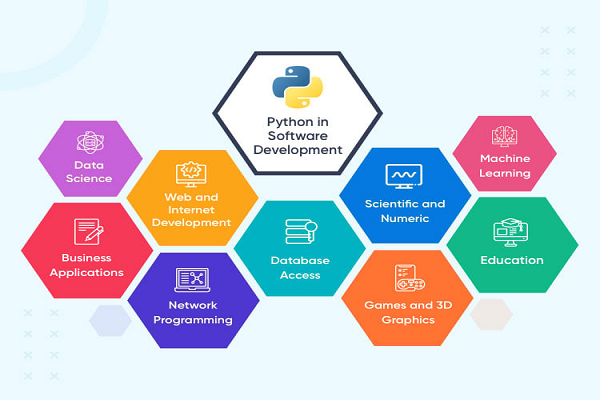 Python in
Software
Development
Data
Science
Web and
Internet
Development
Scientific and
Numeric
Machine
Learning
Business
Applications
Network
Programming
Database
Access
Games and 3D
Graphics
Education